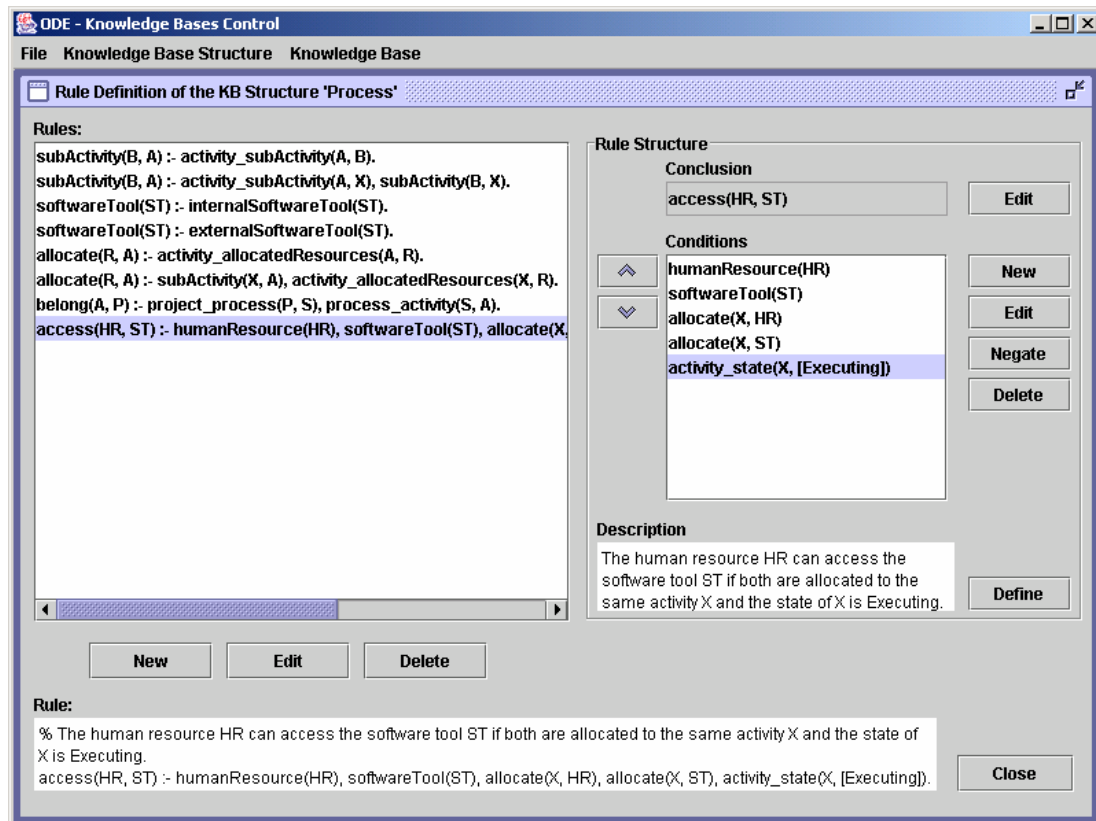 ODE - Knowledge Bases Control
File Knowledge Base Structure Knowledge Base
Rule Definition of the KB Structure 'Process'
Rules:
subActivity(B, A) :- activity_subActivity(A, B).
subActivity(B, A) :- activity_subActivity(A, X), subActivity(B, X).
softwareTool(ST) :- internalSoftwareTool(ST).
softwareTool(ST) :- externalSoftwareTool(ST).
allocate(R, A) :- activity_allocatedResources(A, R).
allocate(R, A) :- subActivity(X, A), activity_allocatedResources(X, R).
belong(A, P) :- project_process(P, S), process_activity(S, A).
access(HR, ST) :- humanResource(HR), softwareTool(ST), allocate(X,
New Edit Delete
Rule Structure
Conclusion
access(HR, ST)
Edit
Conditions
humanResource(HR)
softwareTool(ST)
allocate(X, HR)
allocate(X, ST)
activity_state(X, [Executing])
New
Edit
Negate
Delete
Description
The human resource HR can access the
software tool ST if both are allocated to the
same activity X and the state of X is Executing.
Define
Rule:
% The human resource HR can access the software tool ST if both are allocated to the same activity X and the state of
X is Executing.
access(HR, ST) :- humanResource(HR), softwareTool(ST), allocate(X, HR), allocate(X, ST), activity_state(X, [Executing]).
Close